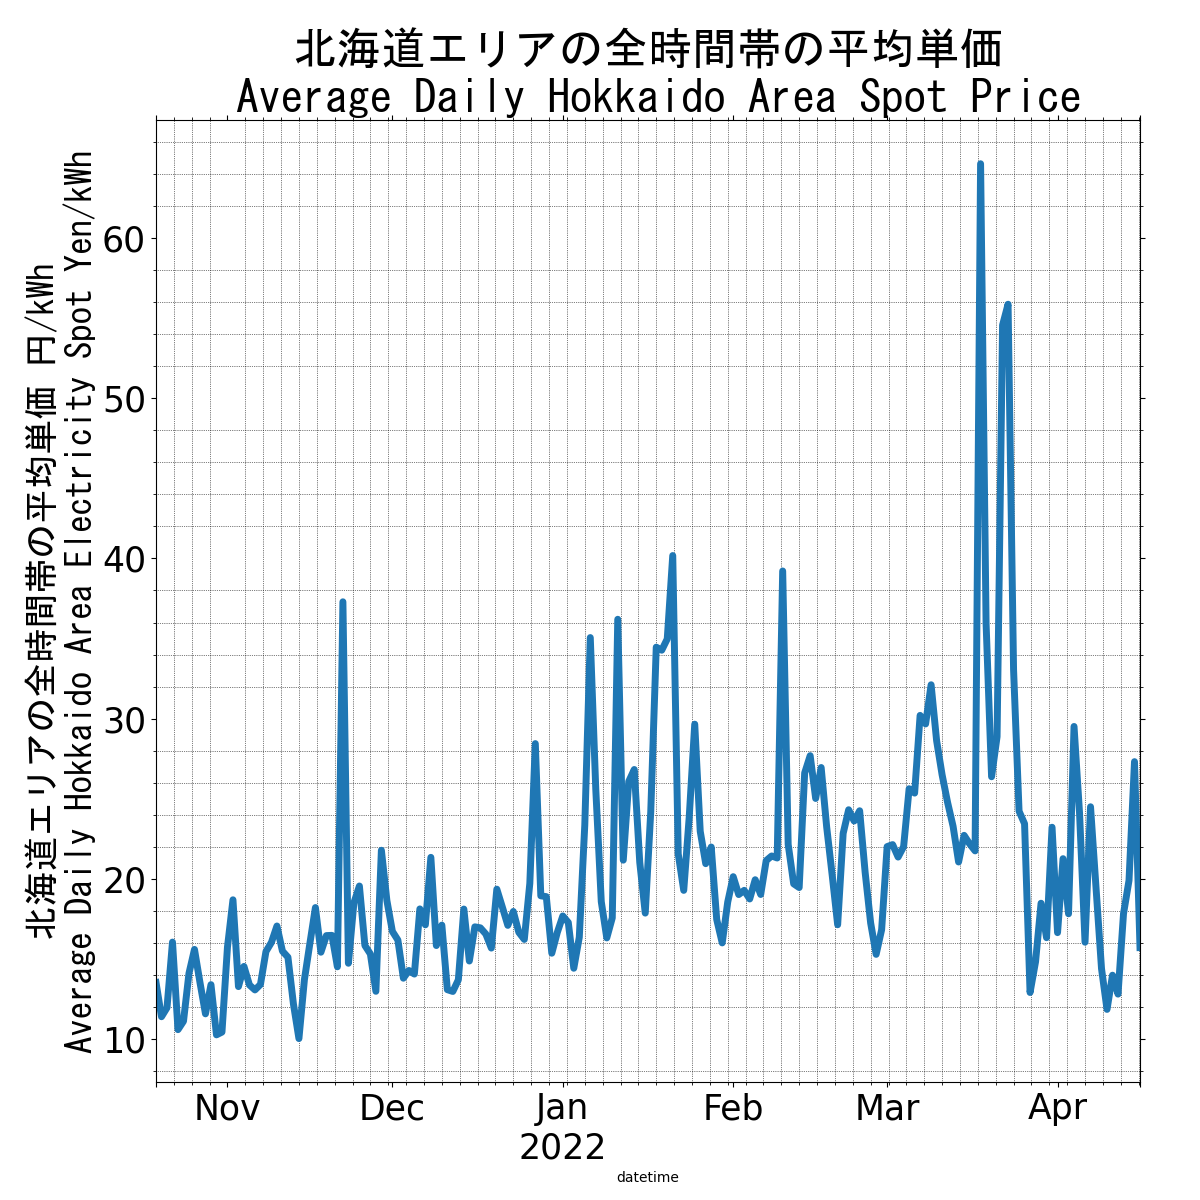 北海道エリアの全時間帯の平均単価
Average Daily Hokkaido Area Spot Price
北海道エリアの全時間帯の平均単価 円/kWh
Average Daily Hokkaido Area Electricity Spot Yen/kWh
60
50
40
30
20
10
Nov
Dec
Jan
2022
Feb
Mar
Apr
datetime